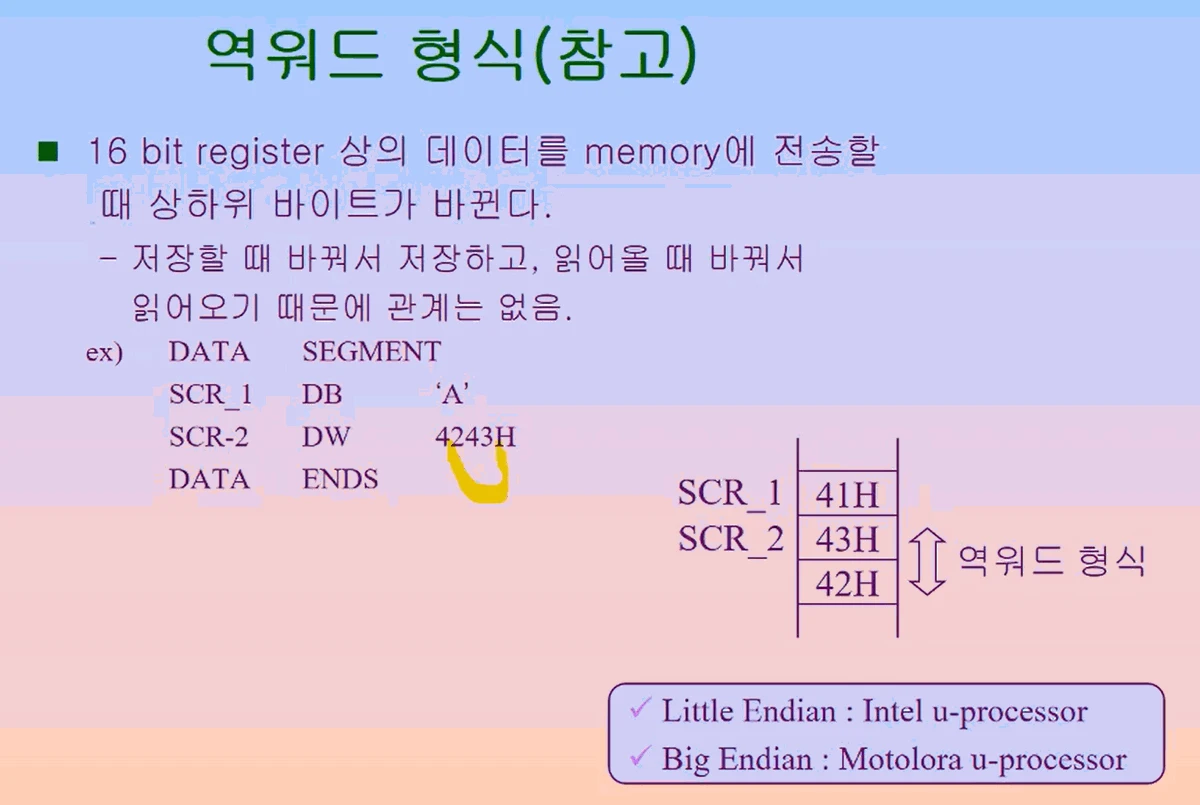 역워드 형식(참고)
16 bit register 상의 데이터를 memory에 전송할
때 상하위 바이트가 바뀐다.
– 저장할 때 바꿔서 저장하고, 읽어올 때 바꿔서
읽어오기 때문에 관계는 없음.
ex) DATA SEGMENT
SCR_1 DB ‘A’
SCR-2 DW 4243H
DATA ENDS
SCR_1 41H
SCR_2 43H
42H
역워드 형식
✓ Little Endian : Intel u-processor
✓ Big Endian : Motolora u-processor